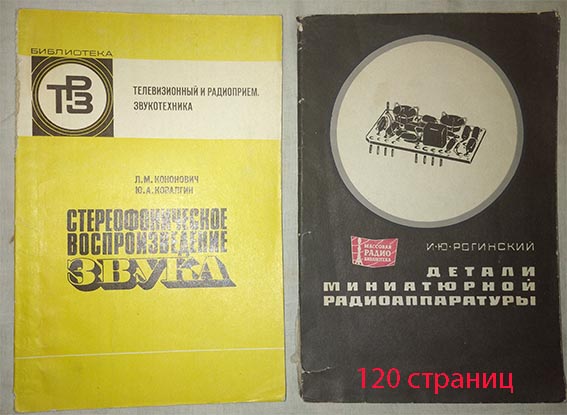 БИБЛИОТЕКА
ТРЗ
ТЕЛЕВИЗИОННЫЙ И РАДИОПРИЕМ.
ЗВУКОТЕХНИКА
Л.М. КОНОНОВИЧ
Ю.А. КОВАЛГИН
СТЕРЕОФОНИЧЕСКОЕ
ВОСПРОИЗВЕДЕНИЕ
ЗВУКА
МАССОВАЯ
РАДИО
БИБЛИОТЕКА
И·Ю·РОГИНСКИЙ
ДЕТАЛИ
МИНИАТЮРНОЙ
РАДИОАППАРАТУРЫ
120 страниц